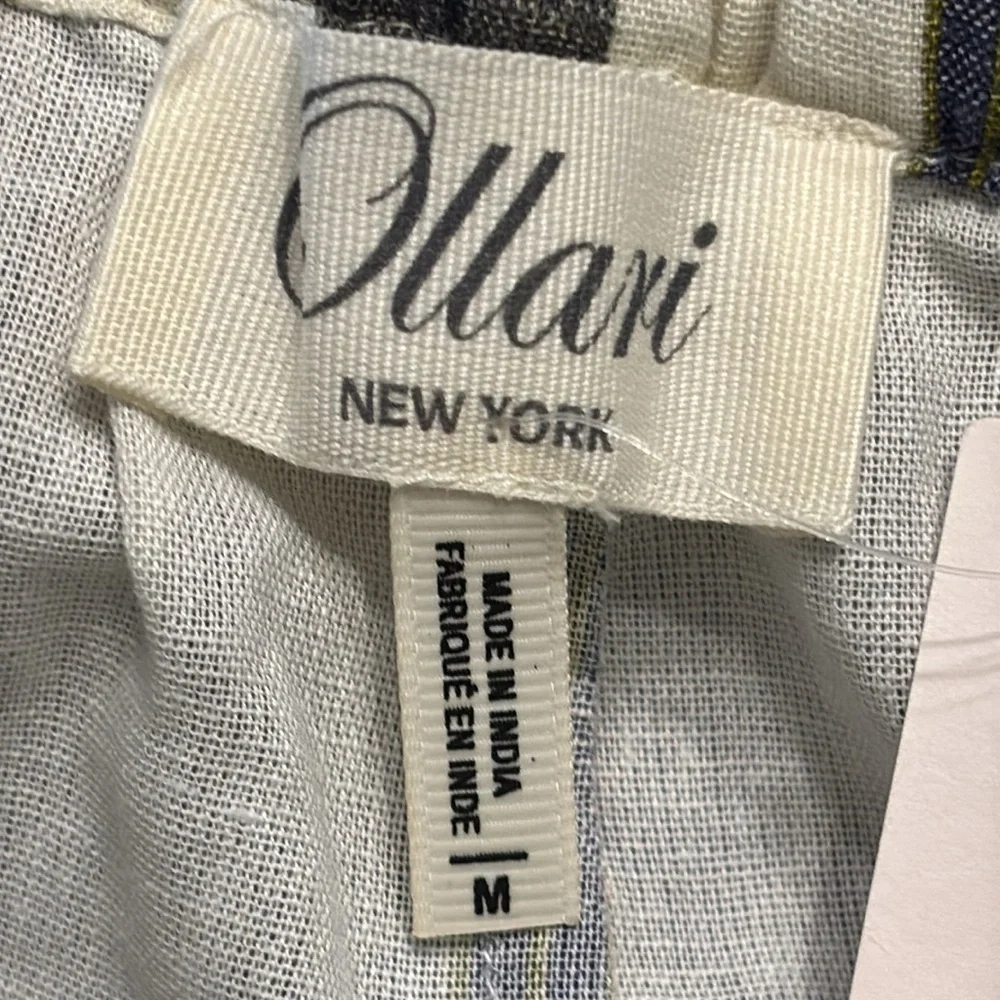 Ollari
NEW YORK
MADE IN INDIA
FABRIQUÉ EN INDE
M